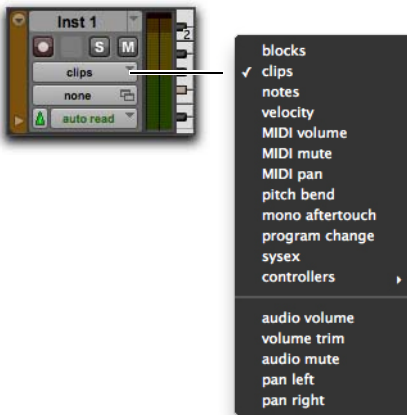 Inst 1
S M
2
clips
none
auto read
blocks
✓ clips
notes
velocity
MIDI volume
MIDI mute
MIDI pan
pitch bend
mono aftertouch
program change
sysex
controllers
audio volume
volume trim
audio mute
pan left
pan right